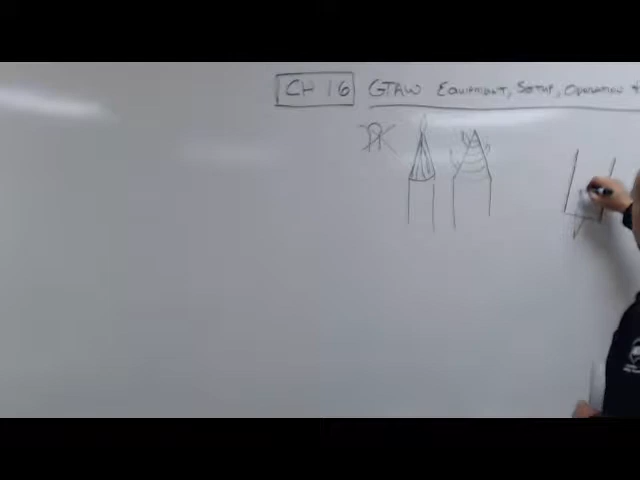 CH 16 GTAW Equipment, Setup, Operation +